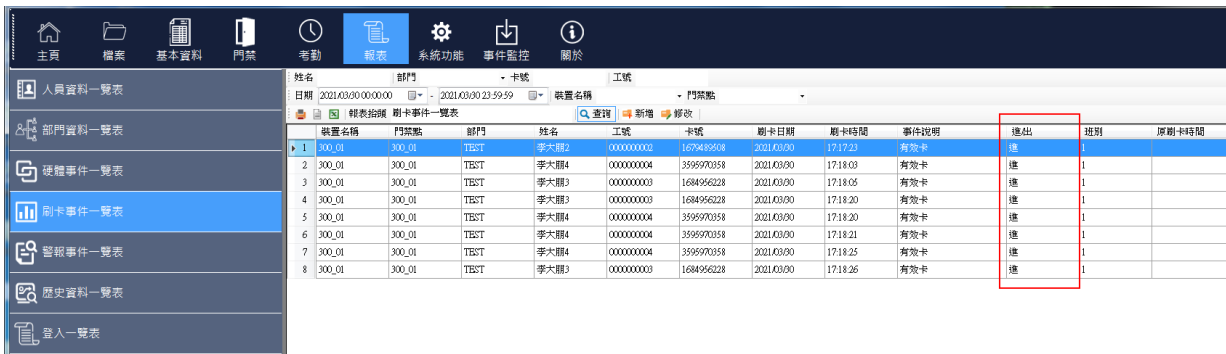 主頁 檔案 基本資料 門禁 考勤 報表 系統功能 事件監控 關於
人員資料一覽表
部門資料一覽表
硬體事件一覽表
刷卡事件一覽表
警報事件一覽表
歷史資料一覽表
登入一覽表
姓名 部門 卡號 工號
日期 2021/03/30 00:00:00 - 2021/03/30 23:59:59 裝置名稱 門禁點
報表抬頭 刷卡事件一覽表 查詢 新增 修改
裝置名稱 門禁點 部門 姓名 工號 卡號 刷卡日期 刷卡時間 事件說明 進/出 班別 原刷卡時間
1 300_01 300_01 TEST 李大朋2 0000000002 1679489508 2021/03/30 17:17:23 有效卡 進 1
2 300_01 300_01 TEST 李大朋4 0000000004 3595970358 2021/03/30 17:18:03 有效卡 進 1
3 300_01 300_01 TEST 李大朋3 0000000003 1684956228 2021/03/30 17:18:05 有效卡 進 1
4 300_01 300_01 TEST 李大朋3 0000000003 1684956228 2021/03/30 17:18:20 有效卡 進 1
5 300_01 300_01 TEST 李大朋4 0000000004 3595970358 2021/03/30 17:18:20 有效卡 進 1
6 300_01 300_01 TEST 李大朋4 0000000004 3595970358 2021/03/30 17:18:21 有效卡 進 1
7 300_01 300_01 TEST 李大朋4 0000000004 3595970358 2021/03/30 17:18:25 有效卡 進 1
8 300_01 300_01 TEST 李大朋3 0000000003 1684956228 2021/03/30 17:18:26 有效卡 進 1